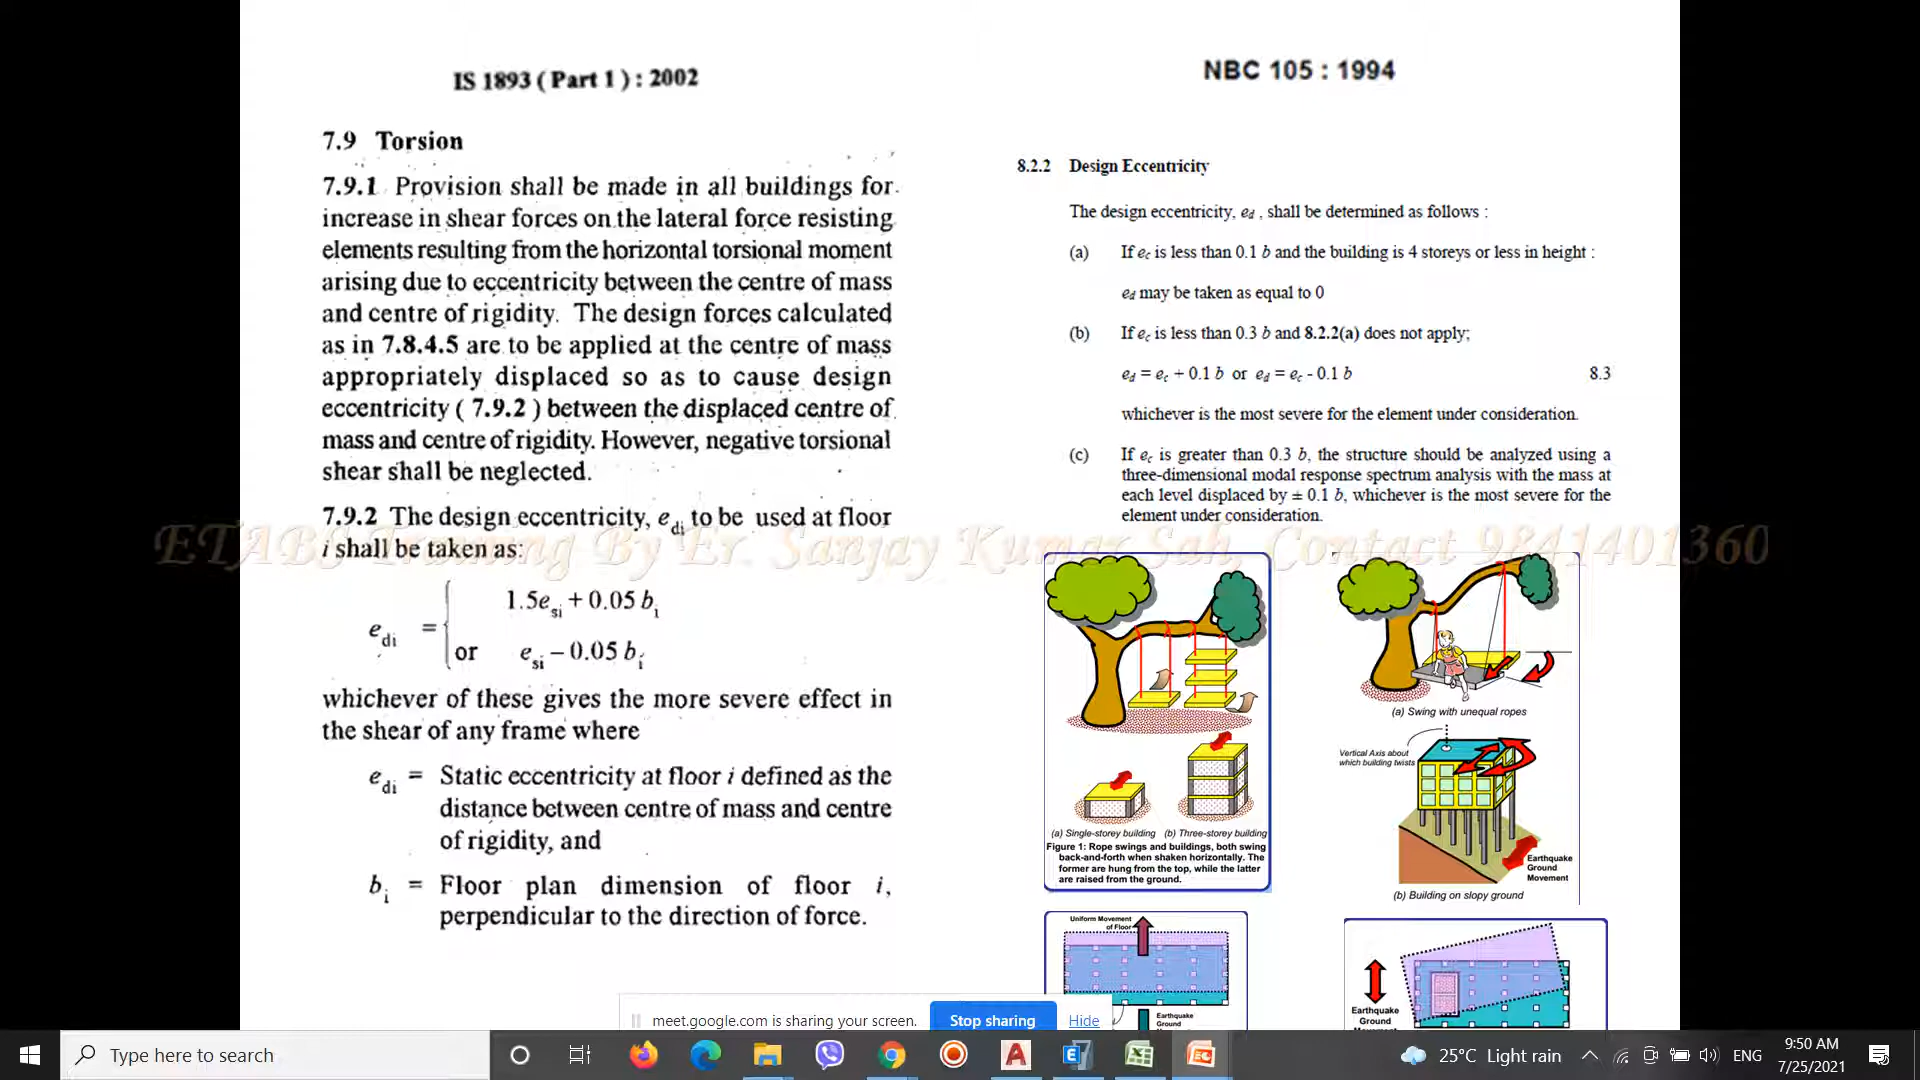 IS 1893 ( Part 1 ) : 2002
7.9 Torsion
7.9.1 Provision shall be made in all buildings for
increase in shear forces on the lateral force resisting
elements resulting from the horizontal torsional moment
arising due to eccentricity between the centre of mass
and centre of rigidity. The design forces calculated
as in 7.8.4.5 are to be applied at the centre of mass
appropriately displaced so as to cause design
eccentricity ( 7.9.2 ) between the displaced centre of
mass and centre of rigidity. However, negative torsional
shear shall be neglected.
7.9.2 The design eccentricity, edi to be used at floor
i shall be taken as:
edi = { 1.5esi + 0.05 bi
or esi – 0.05 bi
whichever of these gives the more severe effect in
the shear of any frame where
edi = Static eccentricity at floor i defined as the
distance between centre of mass and centre
of rigidity, and
bi = Floor plan dimension of floor i,
perpendicular to the direction of force.
NBC 105 : 1994
8.2.2 Design Eccentricity
The design eccentricity, ed , shall be determined as follows :
(a) If ec is less than 0.1 b and the building is 4 storeys or less in height :
ed may be taken as equal to 0
(b) If ec is less than 0.3 b and 8.2.2(a) does not apply;
ed = ec + 0.1 b or ed = ec - 0.1 b 8.3
whichever is the most severe for the element under consideration.
(c) If ec is greater than 0.3 b, the structure should be analyzed using a
three-dimensional modal response spectrum analysis with the mass at
each level displaced by ± 0.1 b, whichever is the most severe for the
element under consideration.
ETABS Training By Er. Sanjay Kumar Sah, Contact 9841401360
(a) Single-storey building (b) Three-storey building
Figure 1: Rope swings and buildings, both swing
back-and-forth when shaken horizontally. The
former are hung from the top, while the latter
are raised from the ground.
(a) Swing with unequal ropes
Vertical Axis about
which building twists
Earthquake
Ground
Movement
(b) Building on slopy ground
Uniform Movement
of Floor
Earthquake
Ground
Earthquake
Ground
meet.google.com is sharing your screen. Stop sharing Hide
Type here to search
25°C Light rain
ENG
9:50 AM
7/25/2021